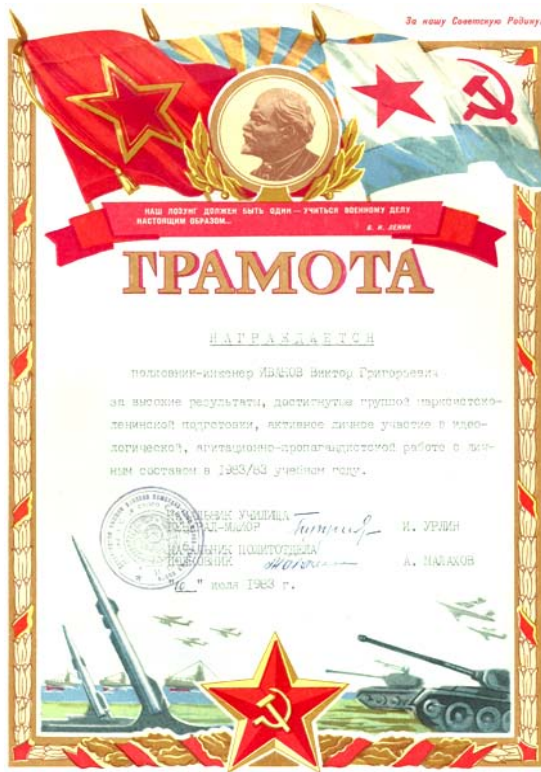 За нашу Советскую Родину!
НАШ ЛОЗУНГ ДОЛЖЕН БЫТЬ ОДИН — УЧИТЬСЯ ВОЕННОМУ ДЕЛУ
НАСТОЯЩИМ ОБРАЗОМ...
В. И. ЛЕНИН
ГРАМОТА
НАГРАЖДАЕТСЯ
полковник-инженер ИВАНОВ Виктор Григорьевич
за высокие результаты, достигнутые группой марксистско-
ленинской подготовки, активное личное участие в идео-
логической, агитационно-пропагандистской работе с лич-
ным составом в 1983/83 учебном году.
НАЧАЛЬНИК УЧИЛИЩА
ГЕНЕРАЛ-МАЙОР И. УРЛИН
НАЧАЛЬНИК ПОЛИТОТДЕЛА
ПОЛКОВНИК А. МАЛАХОВ
" " июля 1983 г.